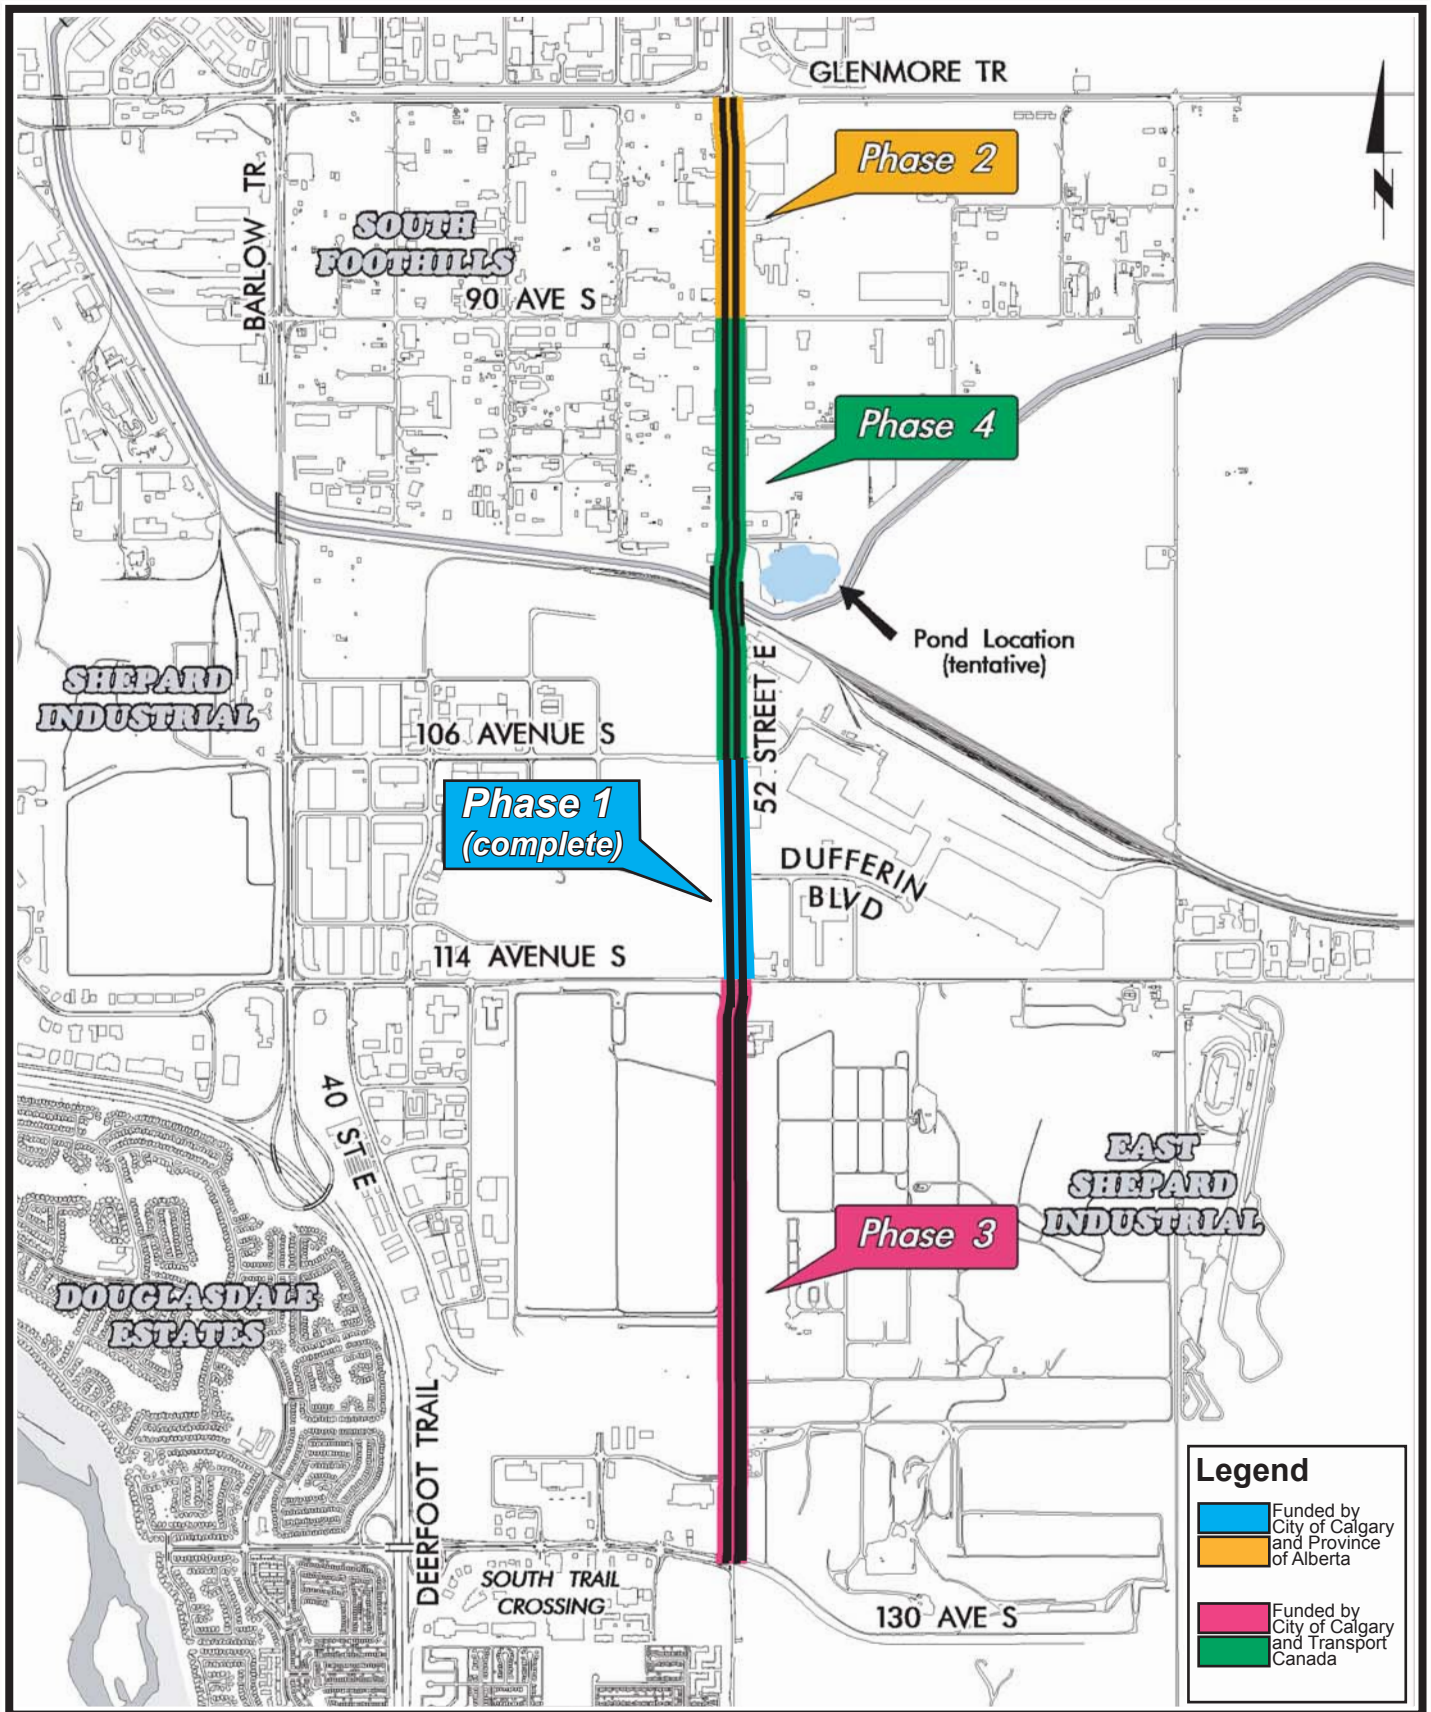 GLENMORE TR
Phase 2
BARLOW TR
SOUTH
FOOTHILLS
90 AVE S
N
Phase 4
Pond Location
(tentative)
SHEPARD
INDUSTRIAL
106 AVENUE S
52 STREET E
Phase 1
(complete)
DUFFERIN
BLVD
114 AVENUE S
40 ST E
EAST
SHEPARD
INDUSTRIAL
Phase 3
DOUGLASDALE
ESTATES
DEERFOOT TRAIL
SOUTH TRAIL
CROSSING
130 AVE S
Legend
Funded by
City of Calgary
and Province
of Alberta
Funded by
City of Calgary
and Transport
Canada